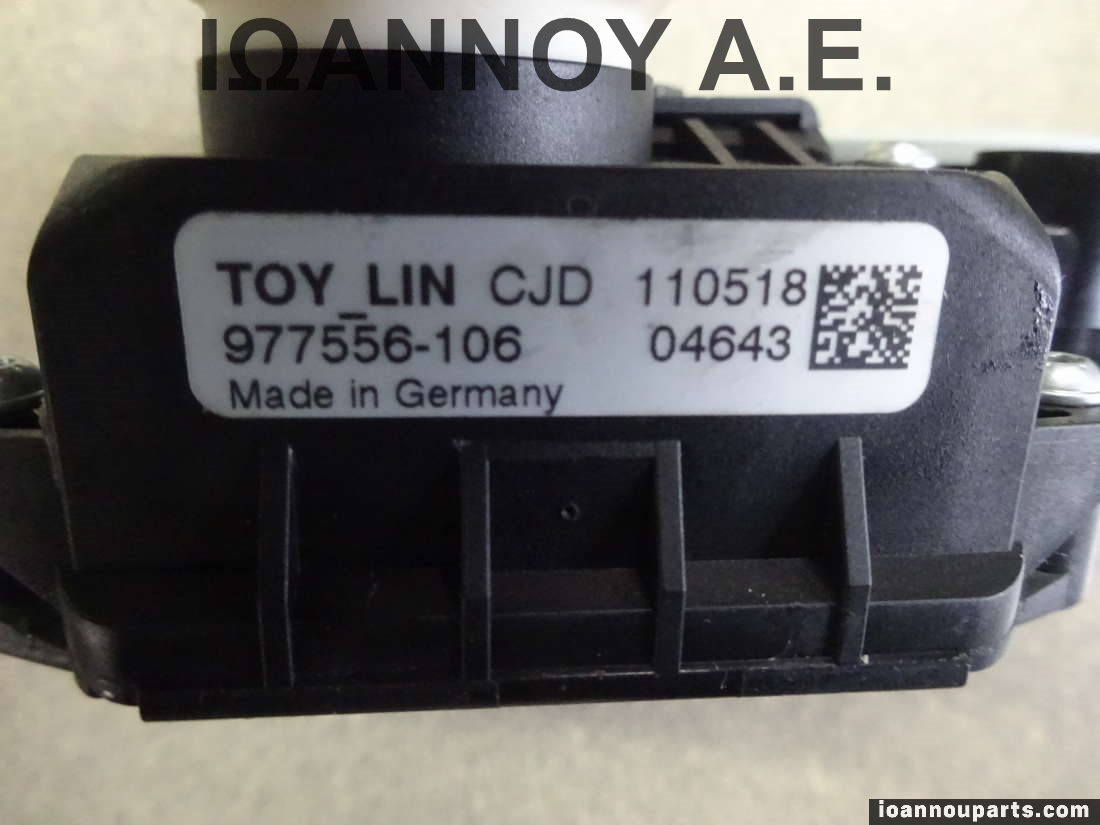 ΙΩΑΝΝΟΥ Α.Ε.
TOY_LIN CJD 110518
977556-106 04643
Made in Germany
ioannouparts.com